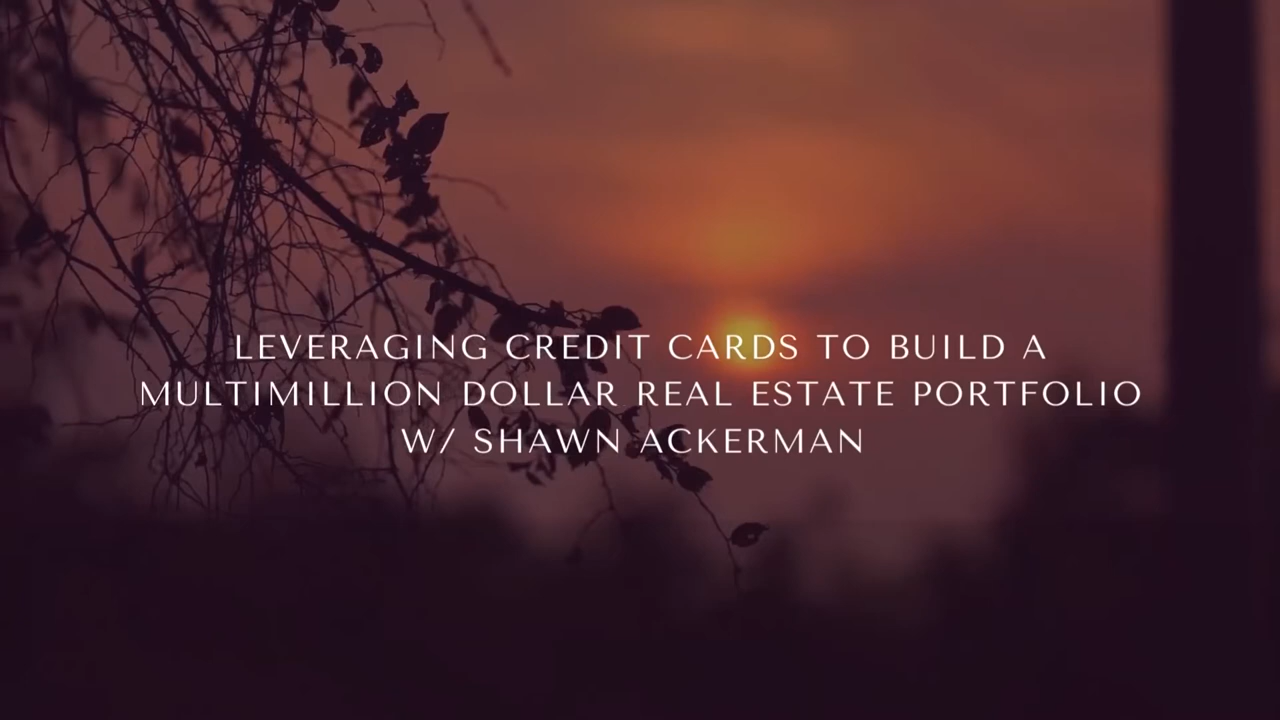 LEVERAGING CREDIT CARDS TO BUILD A
MULTIMILLION DOLLAR REAL ESTATE PORTFOLIO
W/ SHAWN ACKERMAN